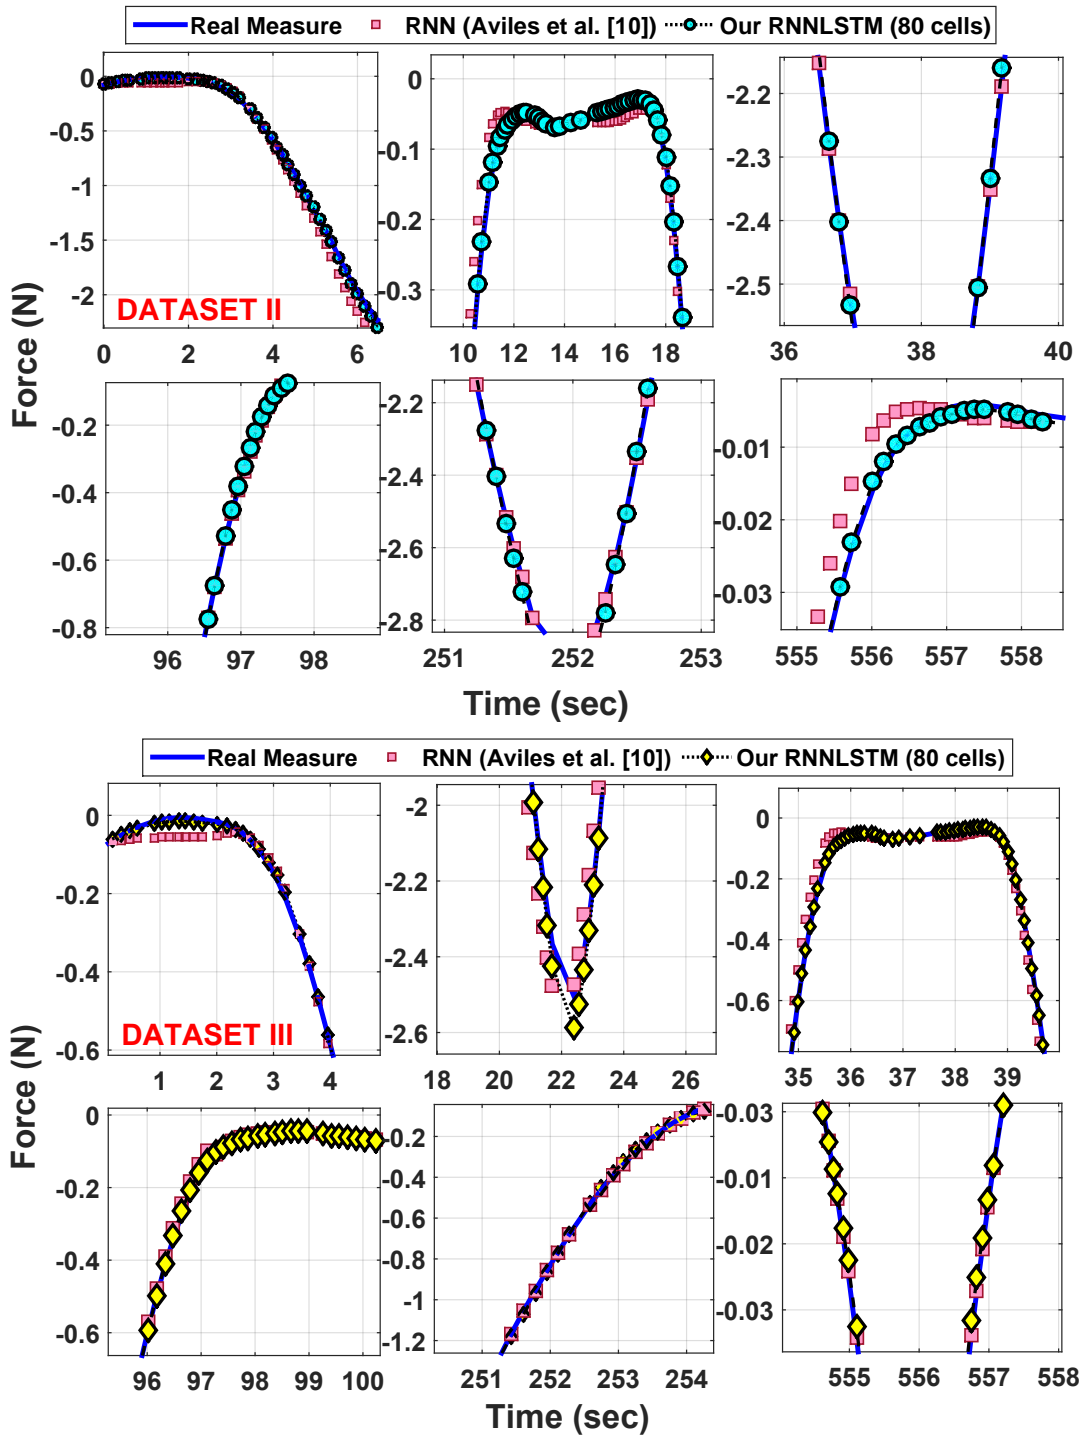 Real Measure RNN (Aviles et al. [10]) Our RNNLSTM (80 cells)
Force (N)
0
-0.5
-1
-1.5
-2
DATASET II
0 2 4 6
0
-0.1
-0.2
-0.3
10 12 14 16 18
-2.2
-2.3
-2.4
-2.5
36 38 40
-0.2
-0.4
-0.6
-0.8
96 97 98
-2.2
-2.4
-2.6
-2.8
251 252 253
-0.01
-0.02
-0.03
555 556 557 558
Time (sec)
Real Measure RNN (Aviles et al. [10]) Our RNNLSTM (80 cells)
Force (N)
0
-0.2
-0.4
-0.6
DATASET III
1 2 3 4
-2
-2.2
-2.4
-2.6
18 20 22 24 26
0
-0.2
-0.4
-0.6
35 36 37 38 39
0
-0.2
-0.4
-0.6
96 97 98 99 100
-0.2
-0.4
-0.6
-0.8
-1
-1.2
251 252 253 254
-0.03
-0.01
-0.02
-0.03
555 556 557 558
Time (sec)